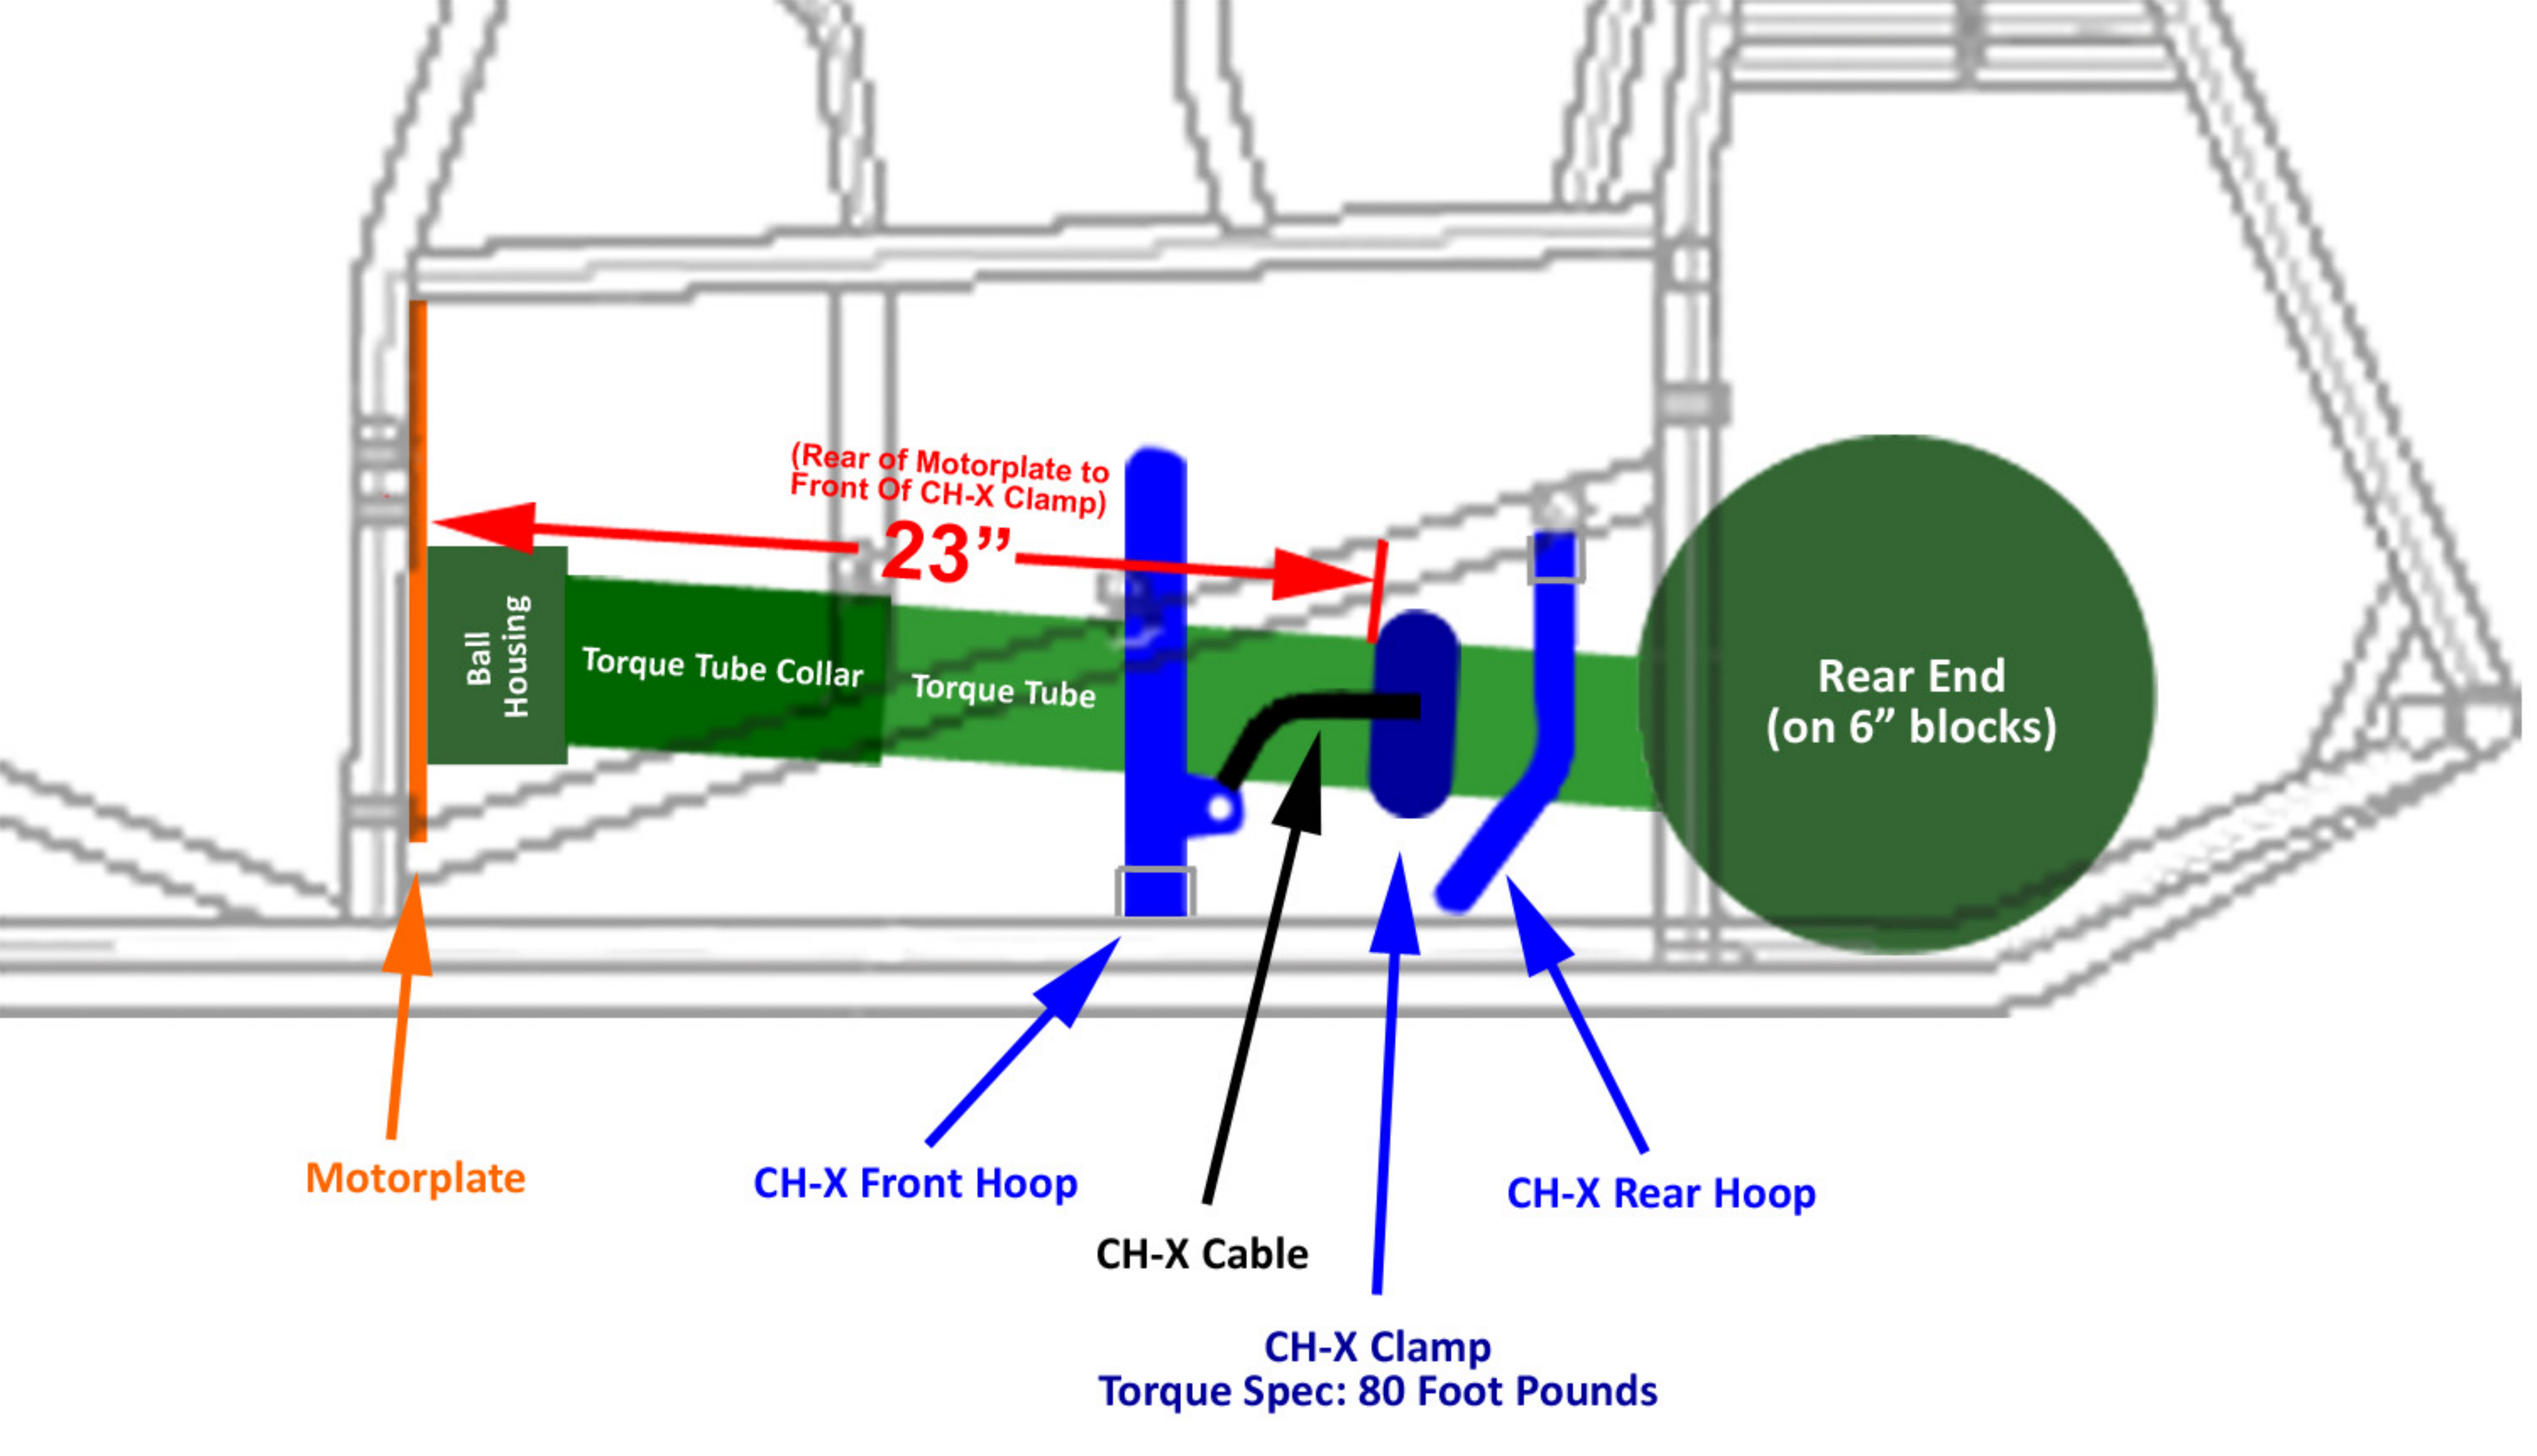 (Rear of Motorplate to
Front Of CH-X Clamp)
23”
Ball
Housing
Torque Tube Collar
Torque Tube
Rear End
(on 6” blocks)
Motorplate
CH-X Front Hoop
CH-X Rear Hoop
CH-X Cable
CH-X Clamp
Torque Spec: 80 Foot Pounds